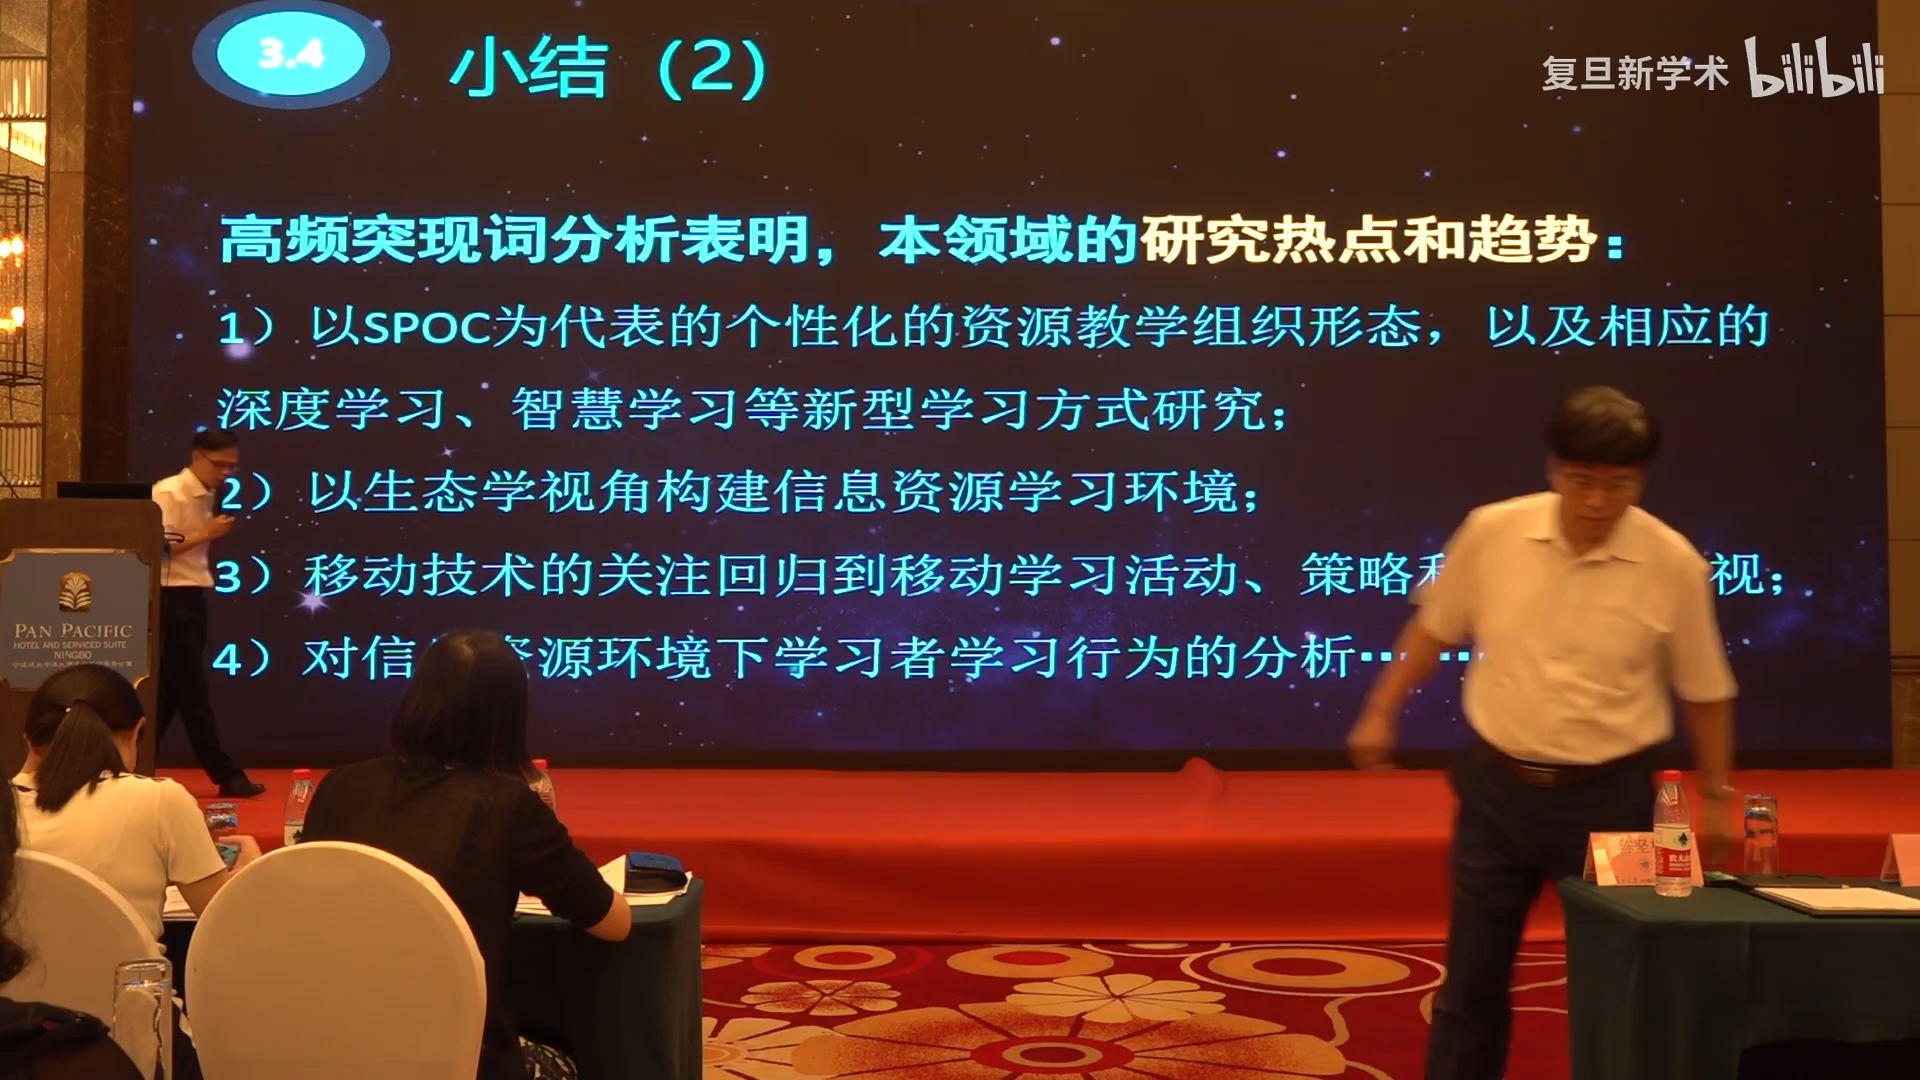 3.4
小结（2）
复旦新学术 bilibili
高频突现词分析表明，本领域的研究热点和趋势：
1）以SPOC为代表的个性化的资源教学组织形态，以及相应的
深度学习、智慧学习等新型学习方式研究；
2）以生态学视角构建信息资源学习环境；
3）移动技术的关注回归到移动学习活动、策略 视；
4）对信 资源环境下学习者学习行为的分析……
PAN PACIFIC
HOTEL AND SERVICED SUITE
NINGBO